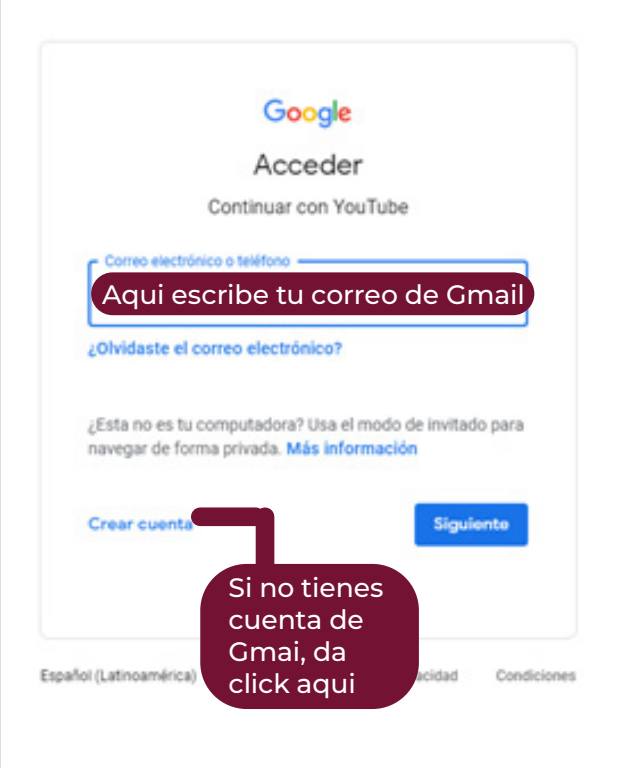 Google
Acceder
Continuar con YouTube
Correo electrónico o teléfono
Aqui escribe tu correo de Gmail
¿Olvidaste el correo electrónico?
¿Esta no es tu computadora? Usa el modo de invitado para
navegar de forma privada. Más información
Crear cuenta
Siguiente
Si no tienes
cuenta de
Gmai, da
click aqui
Español (Latinoamérica)
Condiciones